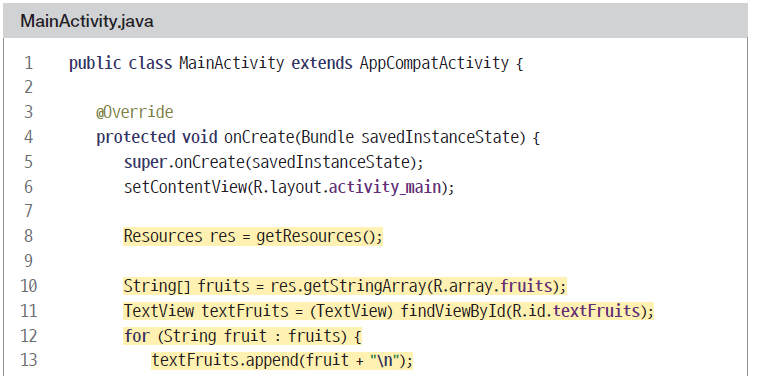 MainActivity.java
1 public class MainActivity extends AppCompatActivity {
2
3 @Override
4 protected void onCreate(Bundle savedInstanceState) {
5 super.onCreate(savedInstanceState);
6 setContentView(R.layout.activity_main);
7
8 Resources res = getResources();
9
10 String[] fruits = res.getStringArray(R.array.fruits);
11 TextView textFruits = (TextView) findViewById(R.id.textFruits);
12 for (String fruit : fruits) {
13 textFruits.append(fruit + "\n");